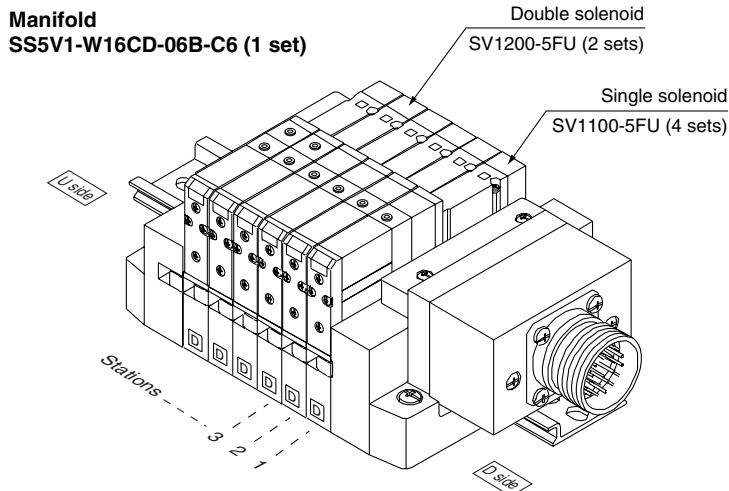 Manifold
SS5V1-W16CD-06B-C6 (1 set)
Double solenoid
SV1200-5FU (2 sets)
Single solenoid
SV1100-5FU (4 sets)
U side
D
D
D
D
D
D
Stations
3
2
1
D side